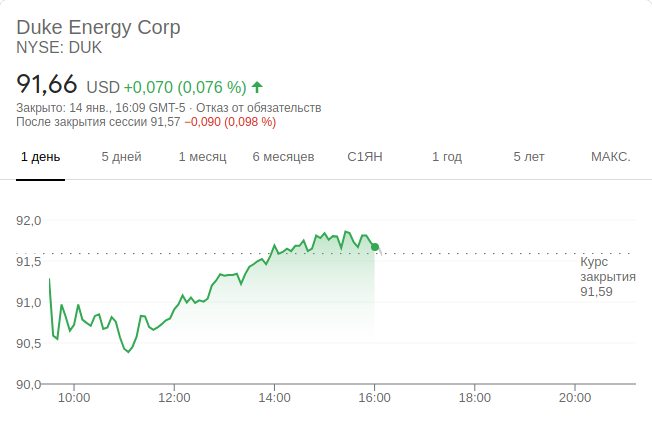 Duke Energy Corp
NYSE: DUK
91,66 USD +0,070 (0,076 %)
Закрыто: 14 янв., 16:09 GMT-5 · Отказ от обязательств
После закрытия сессии 91,57 −0,090 (0,098 %)
1 день 5 дней 1 месяц 6 месяцев С1ЯН 1 год 5 лет МАКС.
92,0
91,5
Курс
закрытия
91,59
91,0
90,5
90,0
10:00 12:00 14:00 16:00 18:00 20:00